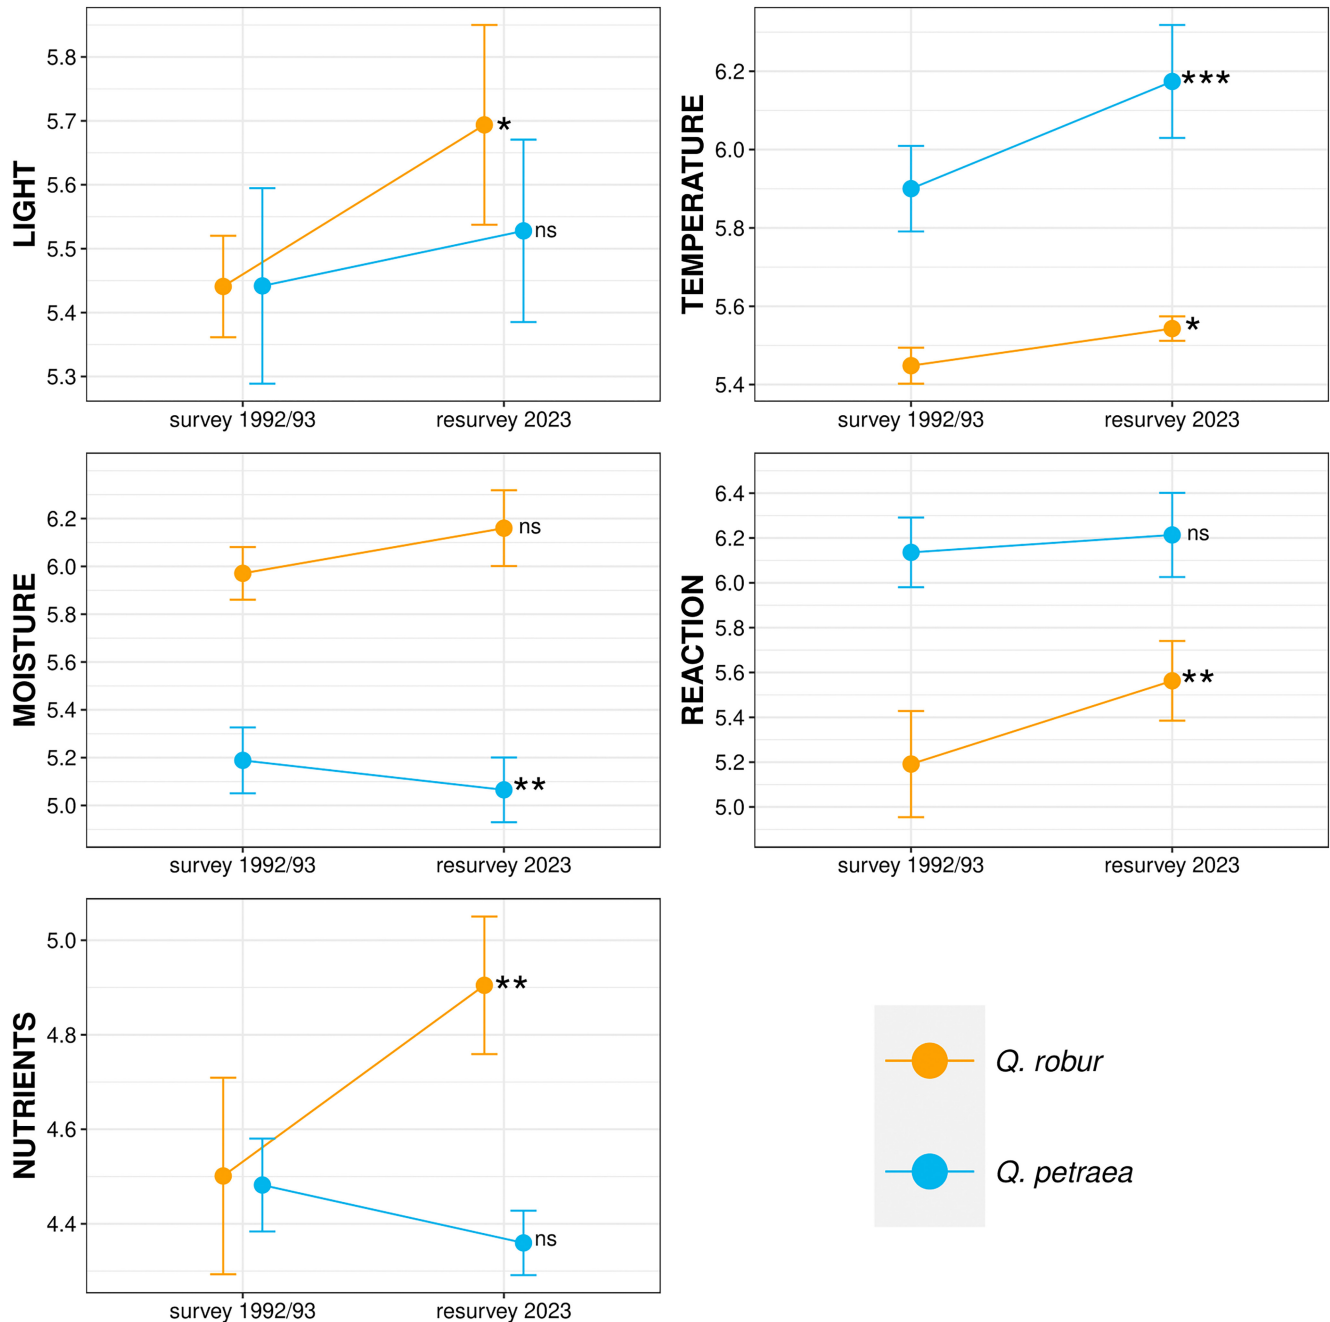 LIGHT
5.8
5.7
5.6
5.5
5.4
5.3
*
ns
survey 1992/93
resurvey 2023
TEMPERATURE
6.2
6.0
5.8
5.6
5.4
***
*
survey 1992/93
resurvey 2023
MOISTURE
6.2
6.0
5.8
5.6
5.4
5.2
5.0
ns
**
survey 1992/93
resurvey 2023
REACTION
6.4
6.2
6.0
5.8
5.6
5.4
5.2
5.0
ns
**
survey 1992/93
resurvey 2023
NUTRIENTS
5.0
4.8
4.6
4.4
**
ns
survey 1992/93
resurvey 2023
Q. robur
Q. petraea